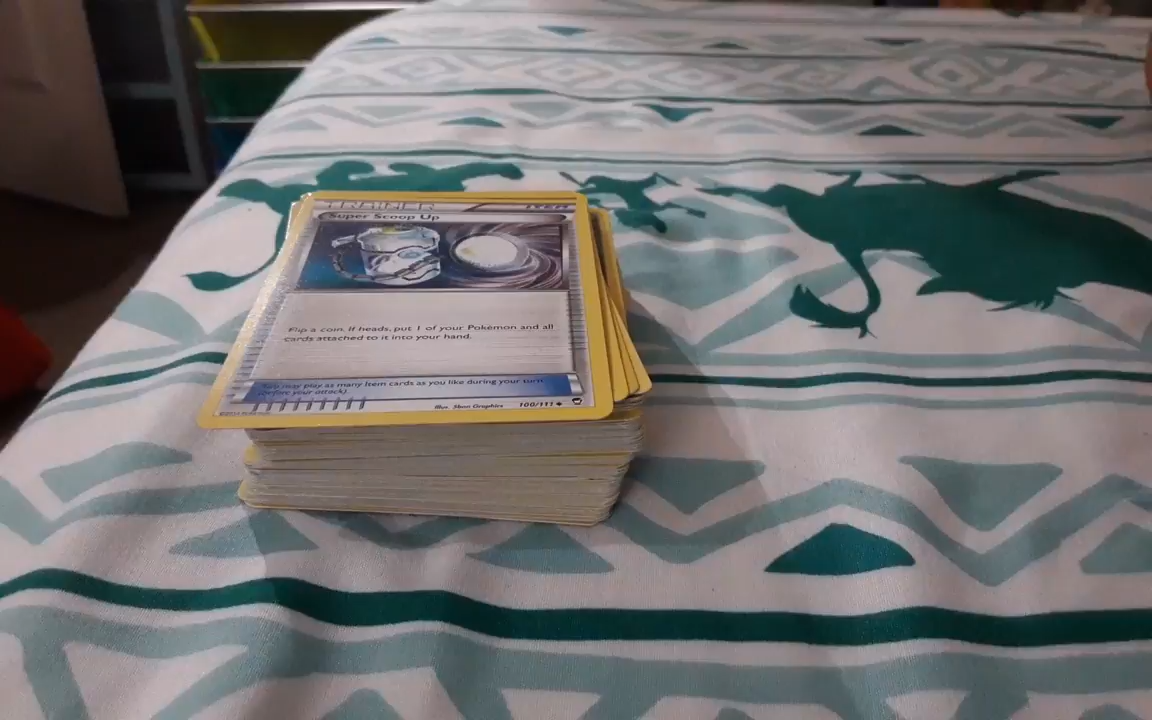 TRAINER ITEM
Super Scoop Up
Flip a coin. If heads, put 1 of your Pokémon and all
cards attached to it into your hand.
You may play as many Item cards as you like during your turn
(before your attack).
Illus. 5ban Graphics 100/111